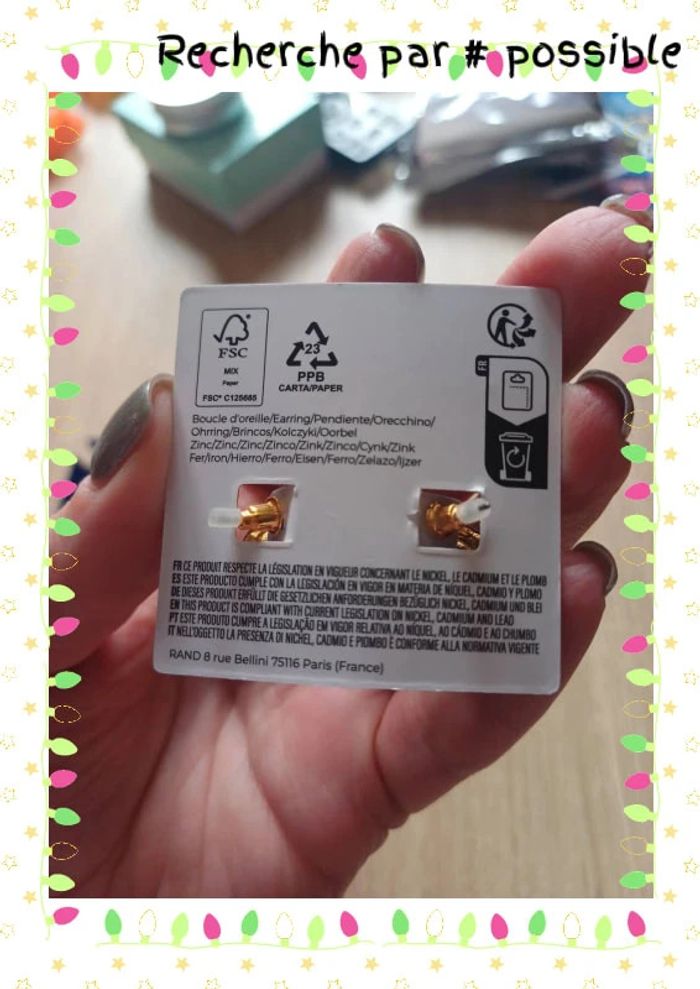 Recherche par # possible
FSC
MIX
Paper
FSC® C125665
23
PPB
CARTA/PAPER
FR
Boucle d'oreille/Earring/Pendiente/Orecchino/
Ohrring/Brincos/Kolczyki/Oorbel
Zinc/Zinc/Zinc/Zinco/Zink/Zinco/Cynk/Zink
Fer/Iron/Hierro/Ferro/Eisen/Ferro/Zelazo/Ijzer
FR CE PRODUIT RESPECTE LA LÉGISLATION EN VIGUEUR CONCERNANT LE NICKEL, LE CADMIUM ET LE PLOMB
ES ESTE PRODUCTO CUMPLE CON LA LEGISLACIÓN EN VIGOR EN MATERIA DE NÍQUEL, CADMIO Y PLOMO
DE DIESES PRODUKT ERFÜLLT DIE GESETZLICHEN ANFORDERUNGEN BEZÜGLICH NICKEL, CADMIUM UND BLEI
EN THIS PRODUCT IS COMPLIANT WITH CURRENT LEGISLATION ON NICKEL, CADMIUM AND LEAD
PT ESTE PRODUTO CUMPRE A LEGISLAÇÃO EM VIGOR RELATIVA AO NÍQUEL, AO CÁDMIO E AO CHUMBO
IT NELL'OGGETTO LA PRESENZA DI NICHEL, CADMIO E PIOMBO È CONFORME ALLA NORMATIVA VIGENTE
RAND 8 rue Bellini 75116 Paris (France)